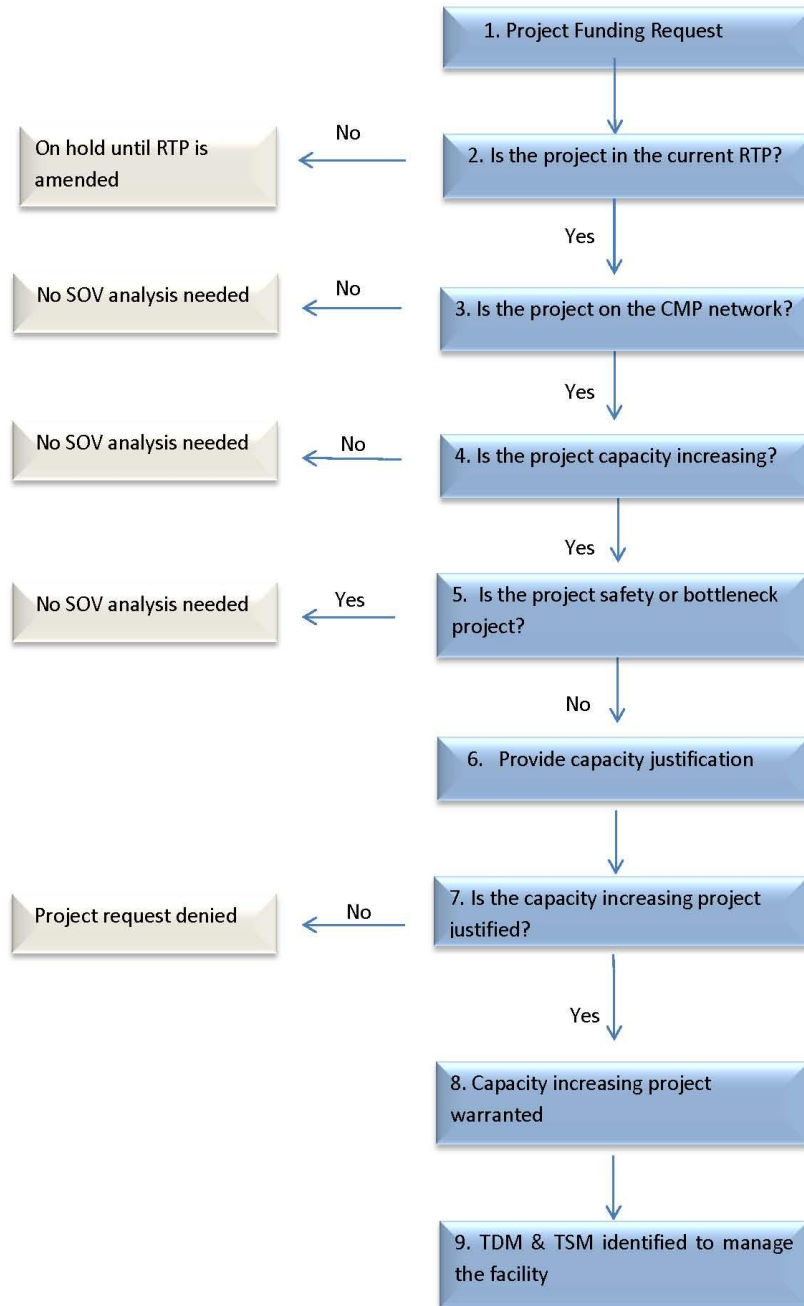 1. Project Funding Request
No
On hold until RTP is
amended
2. Is the project in the current RTP?
Yes
No SOV analysis needed
No
3. Is the project on the CMP network?
Yes
No SOV analysis needed
No
4. Is the project capacity increasing?
Yes
No SOV analysis needed
Yes
5. Is the project safety or bottleneck
project?
No
6. Provide capacity justification
Project request denied
No
7. Is the capacity increasing project
justified?
Yes
8. Capacity increasing project
warranted
9. TDM & TSM identified to manage
the facility